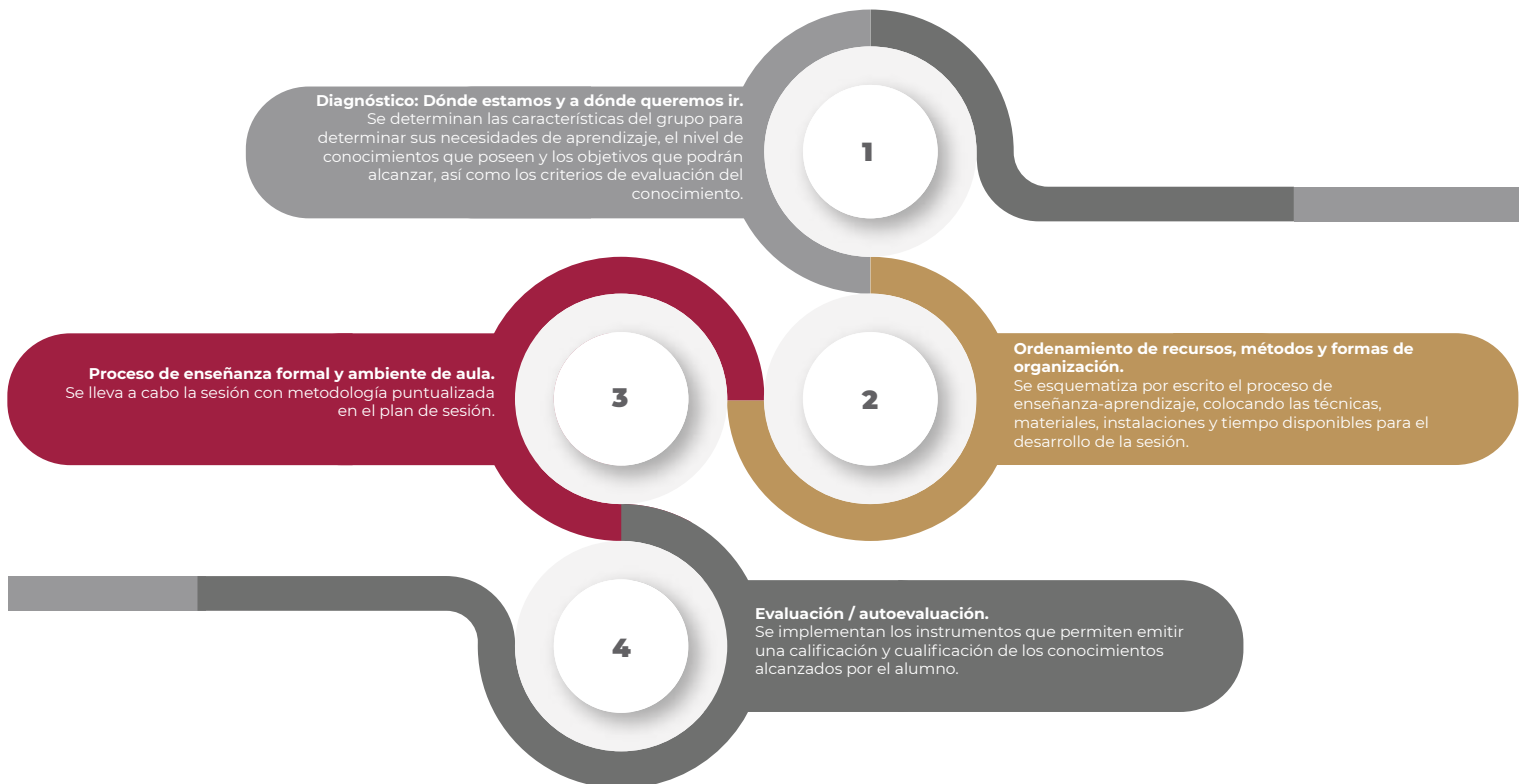 1
Diagnóstico: Dónde estamos y a dónde queremos ir.
Se determinan las características del grupo para
determinar sus necesidades de aprendizaje, el nivel de
conocimientos que poseen y los objetivos que podrán
alcanzar, así como los criterios de evaluación del
conocimiento.
2
Ordenamiento de recursos, métodos y formas de
organización.
Se esquematiza por escrito el proceso de
enseñanza-aprendizaje, colocando las técnicas,
materiales, instalaciones y tiempo disponibles para el
desarrollo de la sesión.
3
Proceso de enseñanza formal y ambiente de aula.
Se lleva a cabo la sesión con metodología puntualizada
en el plan de sesión.
4
Evaluación / autoevaluación.
Se implementan los instrumentos que permiten emitir
una calificación y cualificación de los conocimientos
alcanzados por el alumno.